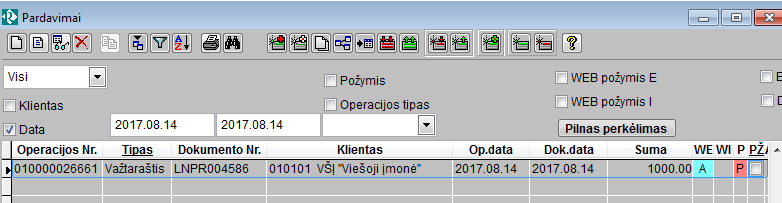 Pardavimai
Visi
Požymis
WEB požymis E
Klientas
Operacijos tipas
WEB požymis I
Data 2017.08.14 2017.08.14
Pilnas perkėlimas
Operacijos Nr. Tipas Dokumento Nr. Klientas Op.data Dok.data Suma WE WI P PŽ
010000026661 Važtaraštis LNPR004586 010101 VŠĮ "Viešoji įmonė" 2017.08.14 2017.08.14 1000.00 A P